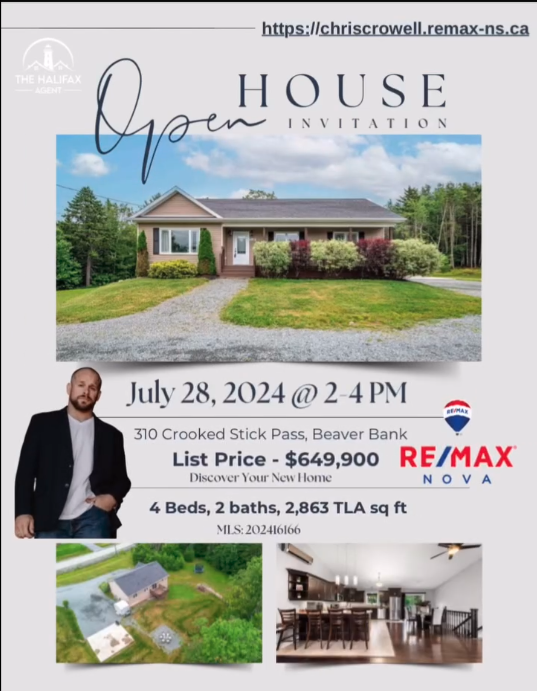 https://chriscrowell.remax-ns.ca
THE HALIFAX
AGENT
Open HOUSE
INVITATION
July 28, 2024 @ 2-4 PM
310 Crooked Stick Pass, Beaver Bank
List Price - $649,900
Discover Your New Home
RE/MAX
RE/MAX
NOVA
4 Beds, 2 baths, 2,863 TLA sq ft
MLS: 202416166